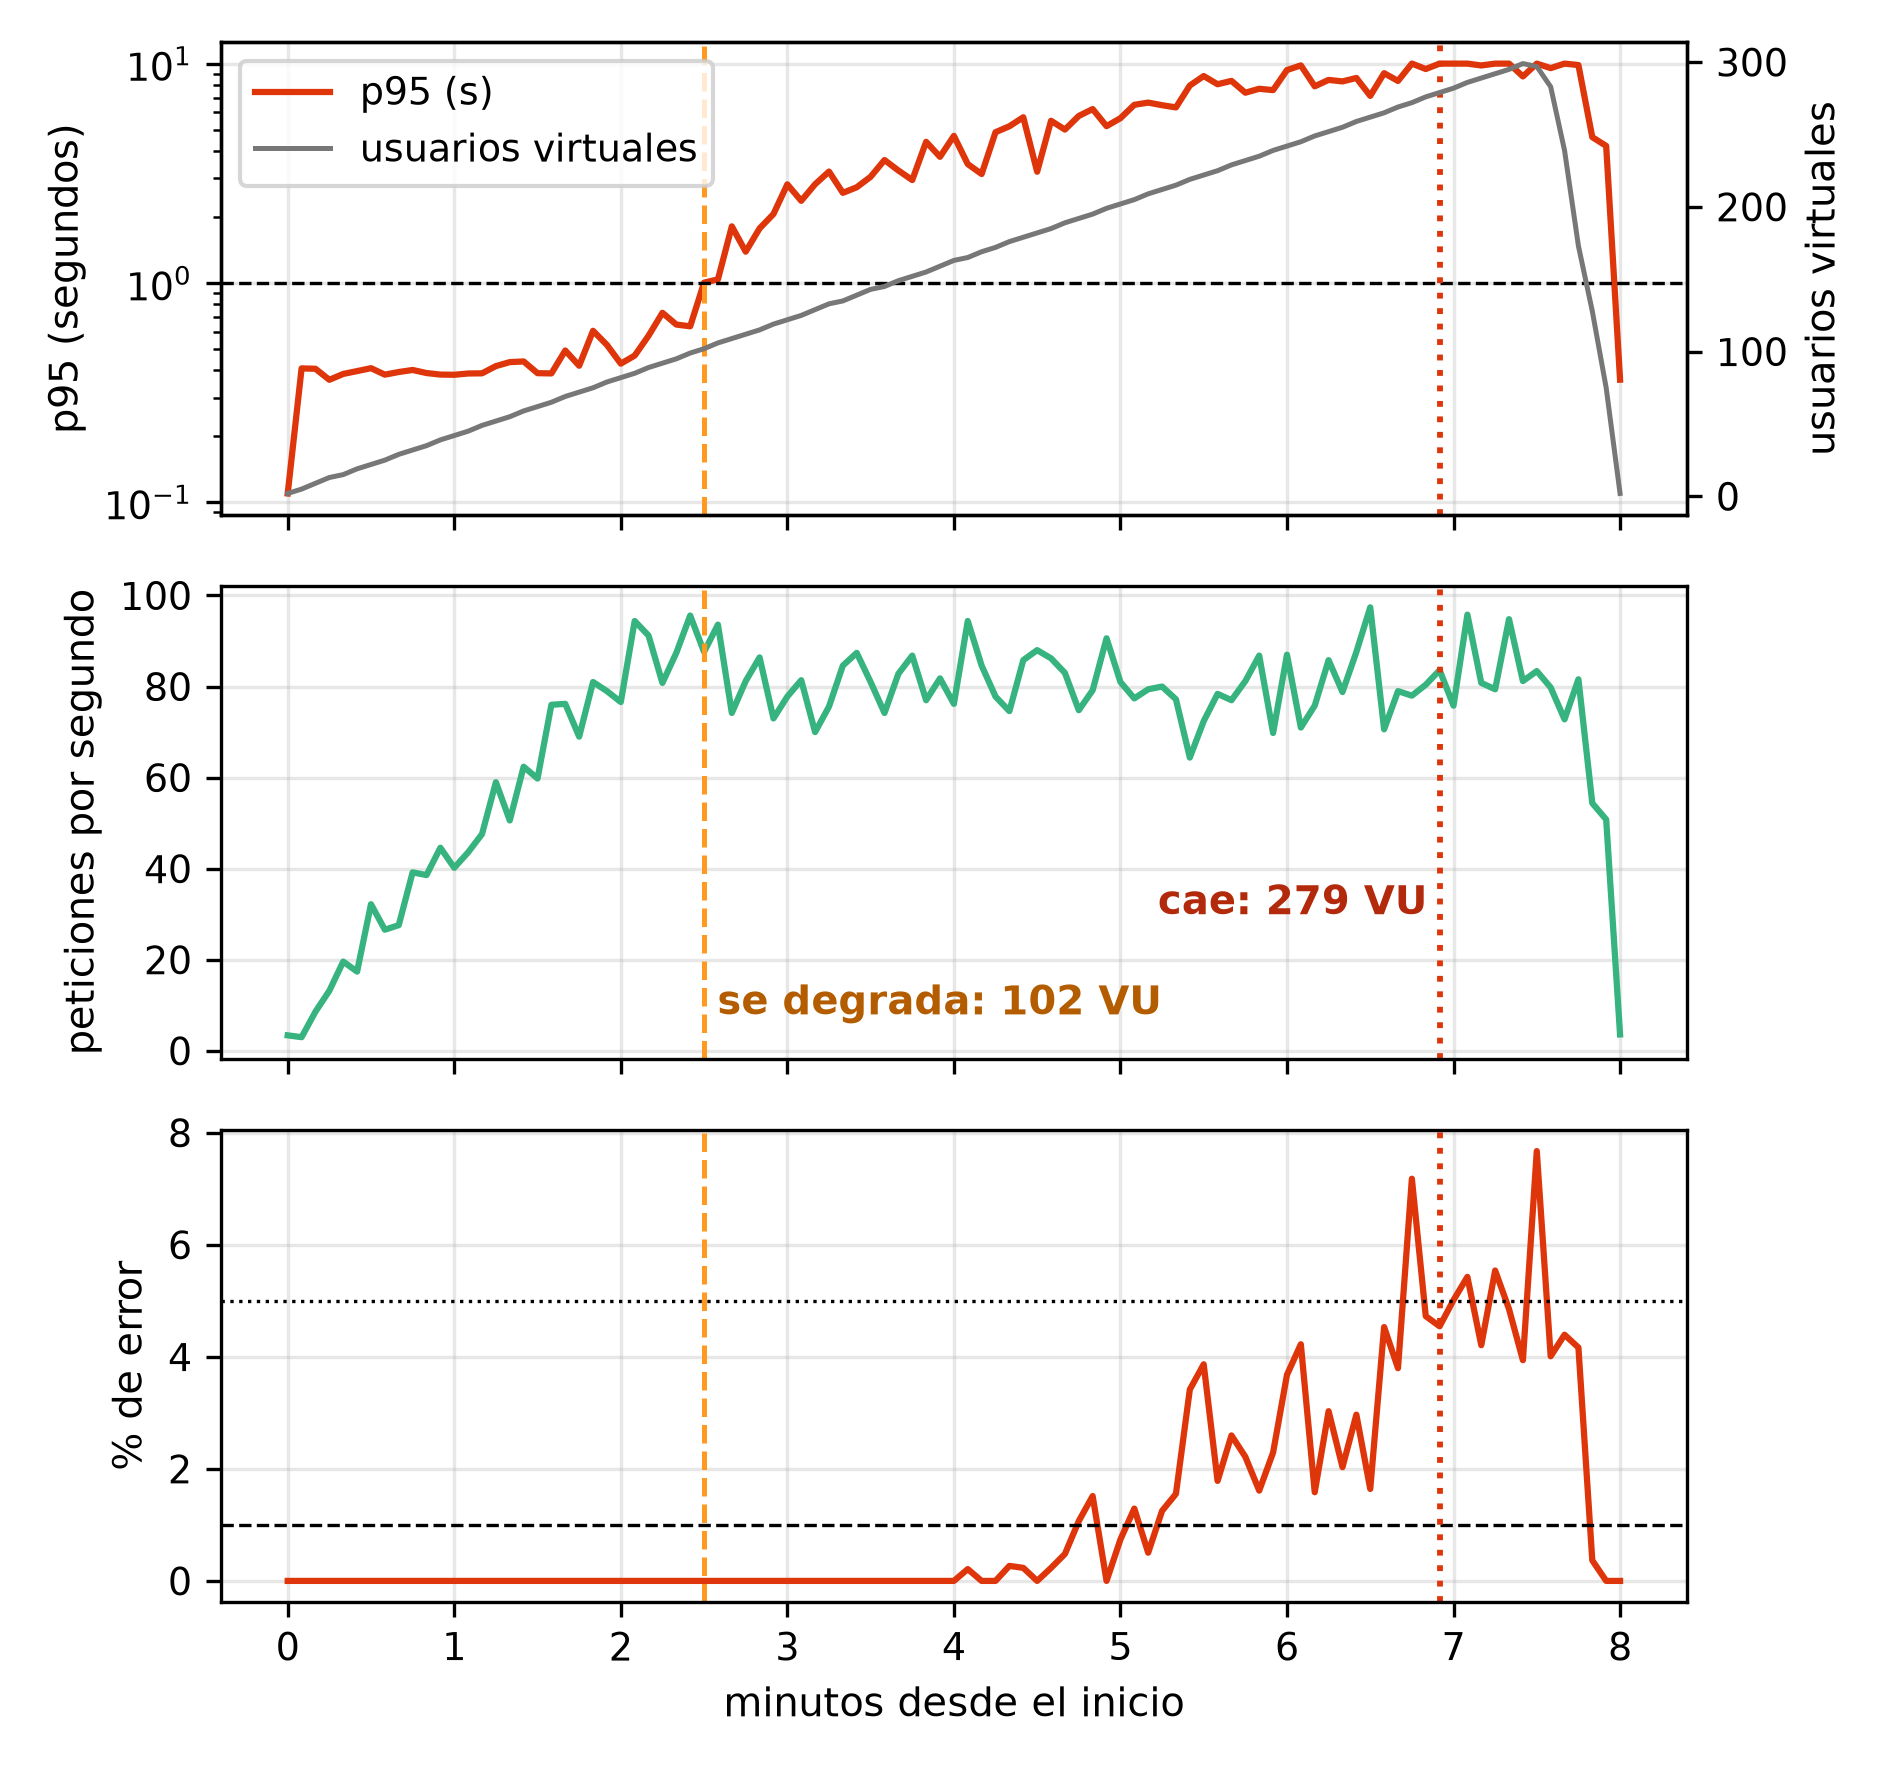 p95 (s)
usuarios virtuales
10¹
10⁰
10⁻¹
p95 (segundos)
300
200
100
0
usuarios virtuales
100
80
60
40
20
0
peticiones por segundo
cae: 279 VU
se degrada: 102 VU
8
6
4
2
0
% de error
0 1 2 3 4 5 6 7 8
minutos desde el inicio